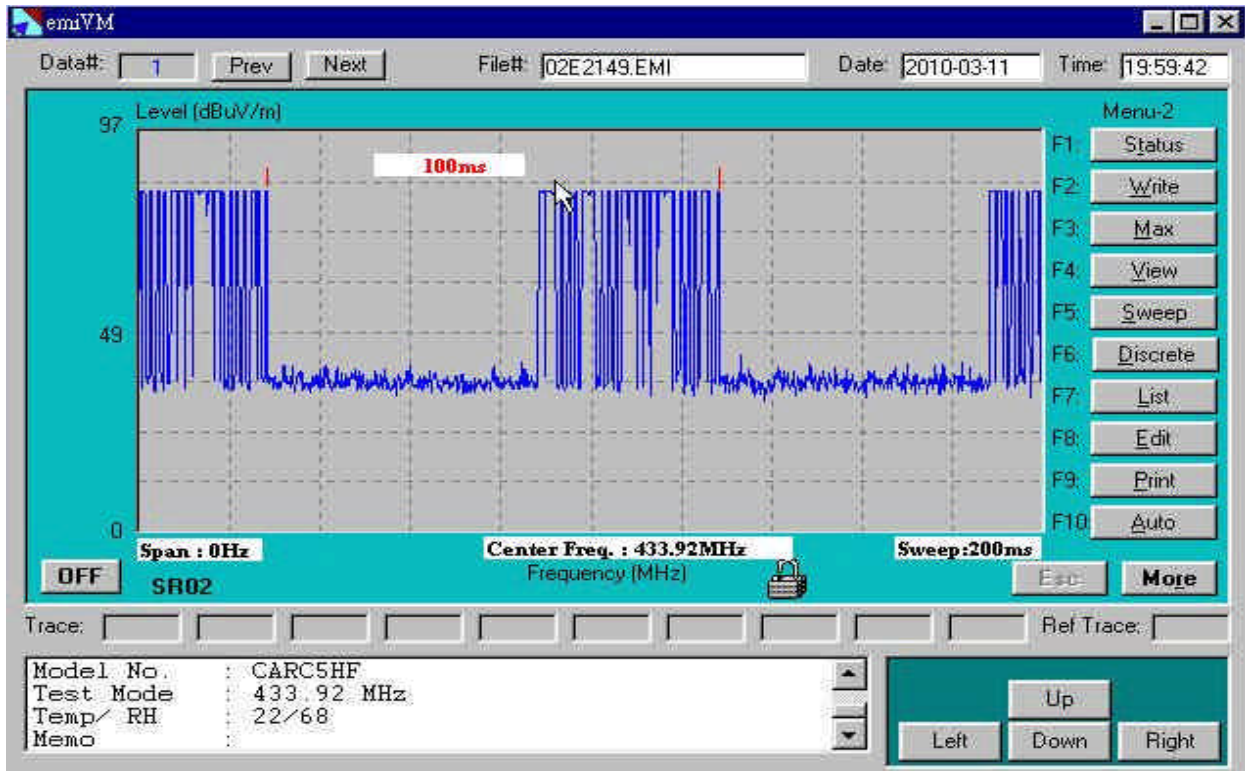 emiVM
Data#: 1 Prev Next File#: 02E2149.EMI Date: 2010-03-11 Time: 19:59:42
Level (dBuV/m)
Menu-2
97
49
0
100ms
F1: Status
F2: Write
F3: Max
F4: View
F5: Sweep
F6: Discrete
F7: List
F8: Edit
F9: Print
F10: Auto
Span : 0Hz Center Freq. : 433.92MHz Sweep:200ms
Frequency (MHz)
OFF SR02 Esc More
Trace: Ref Trace:
Model No. : CARC5HF
Test Mode : 433.92 MHz
Temp/ RH : 22/68
Memo :
Up
Left Down Right